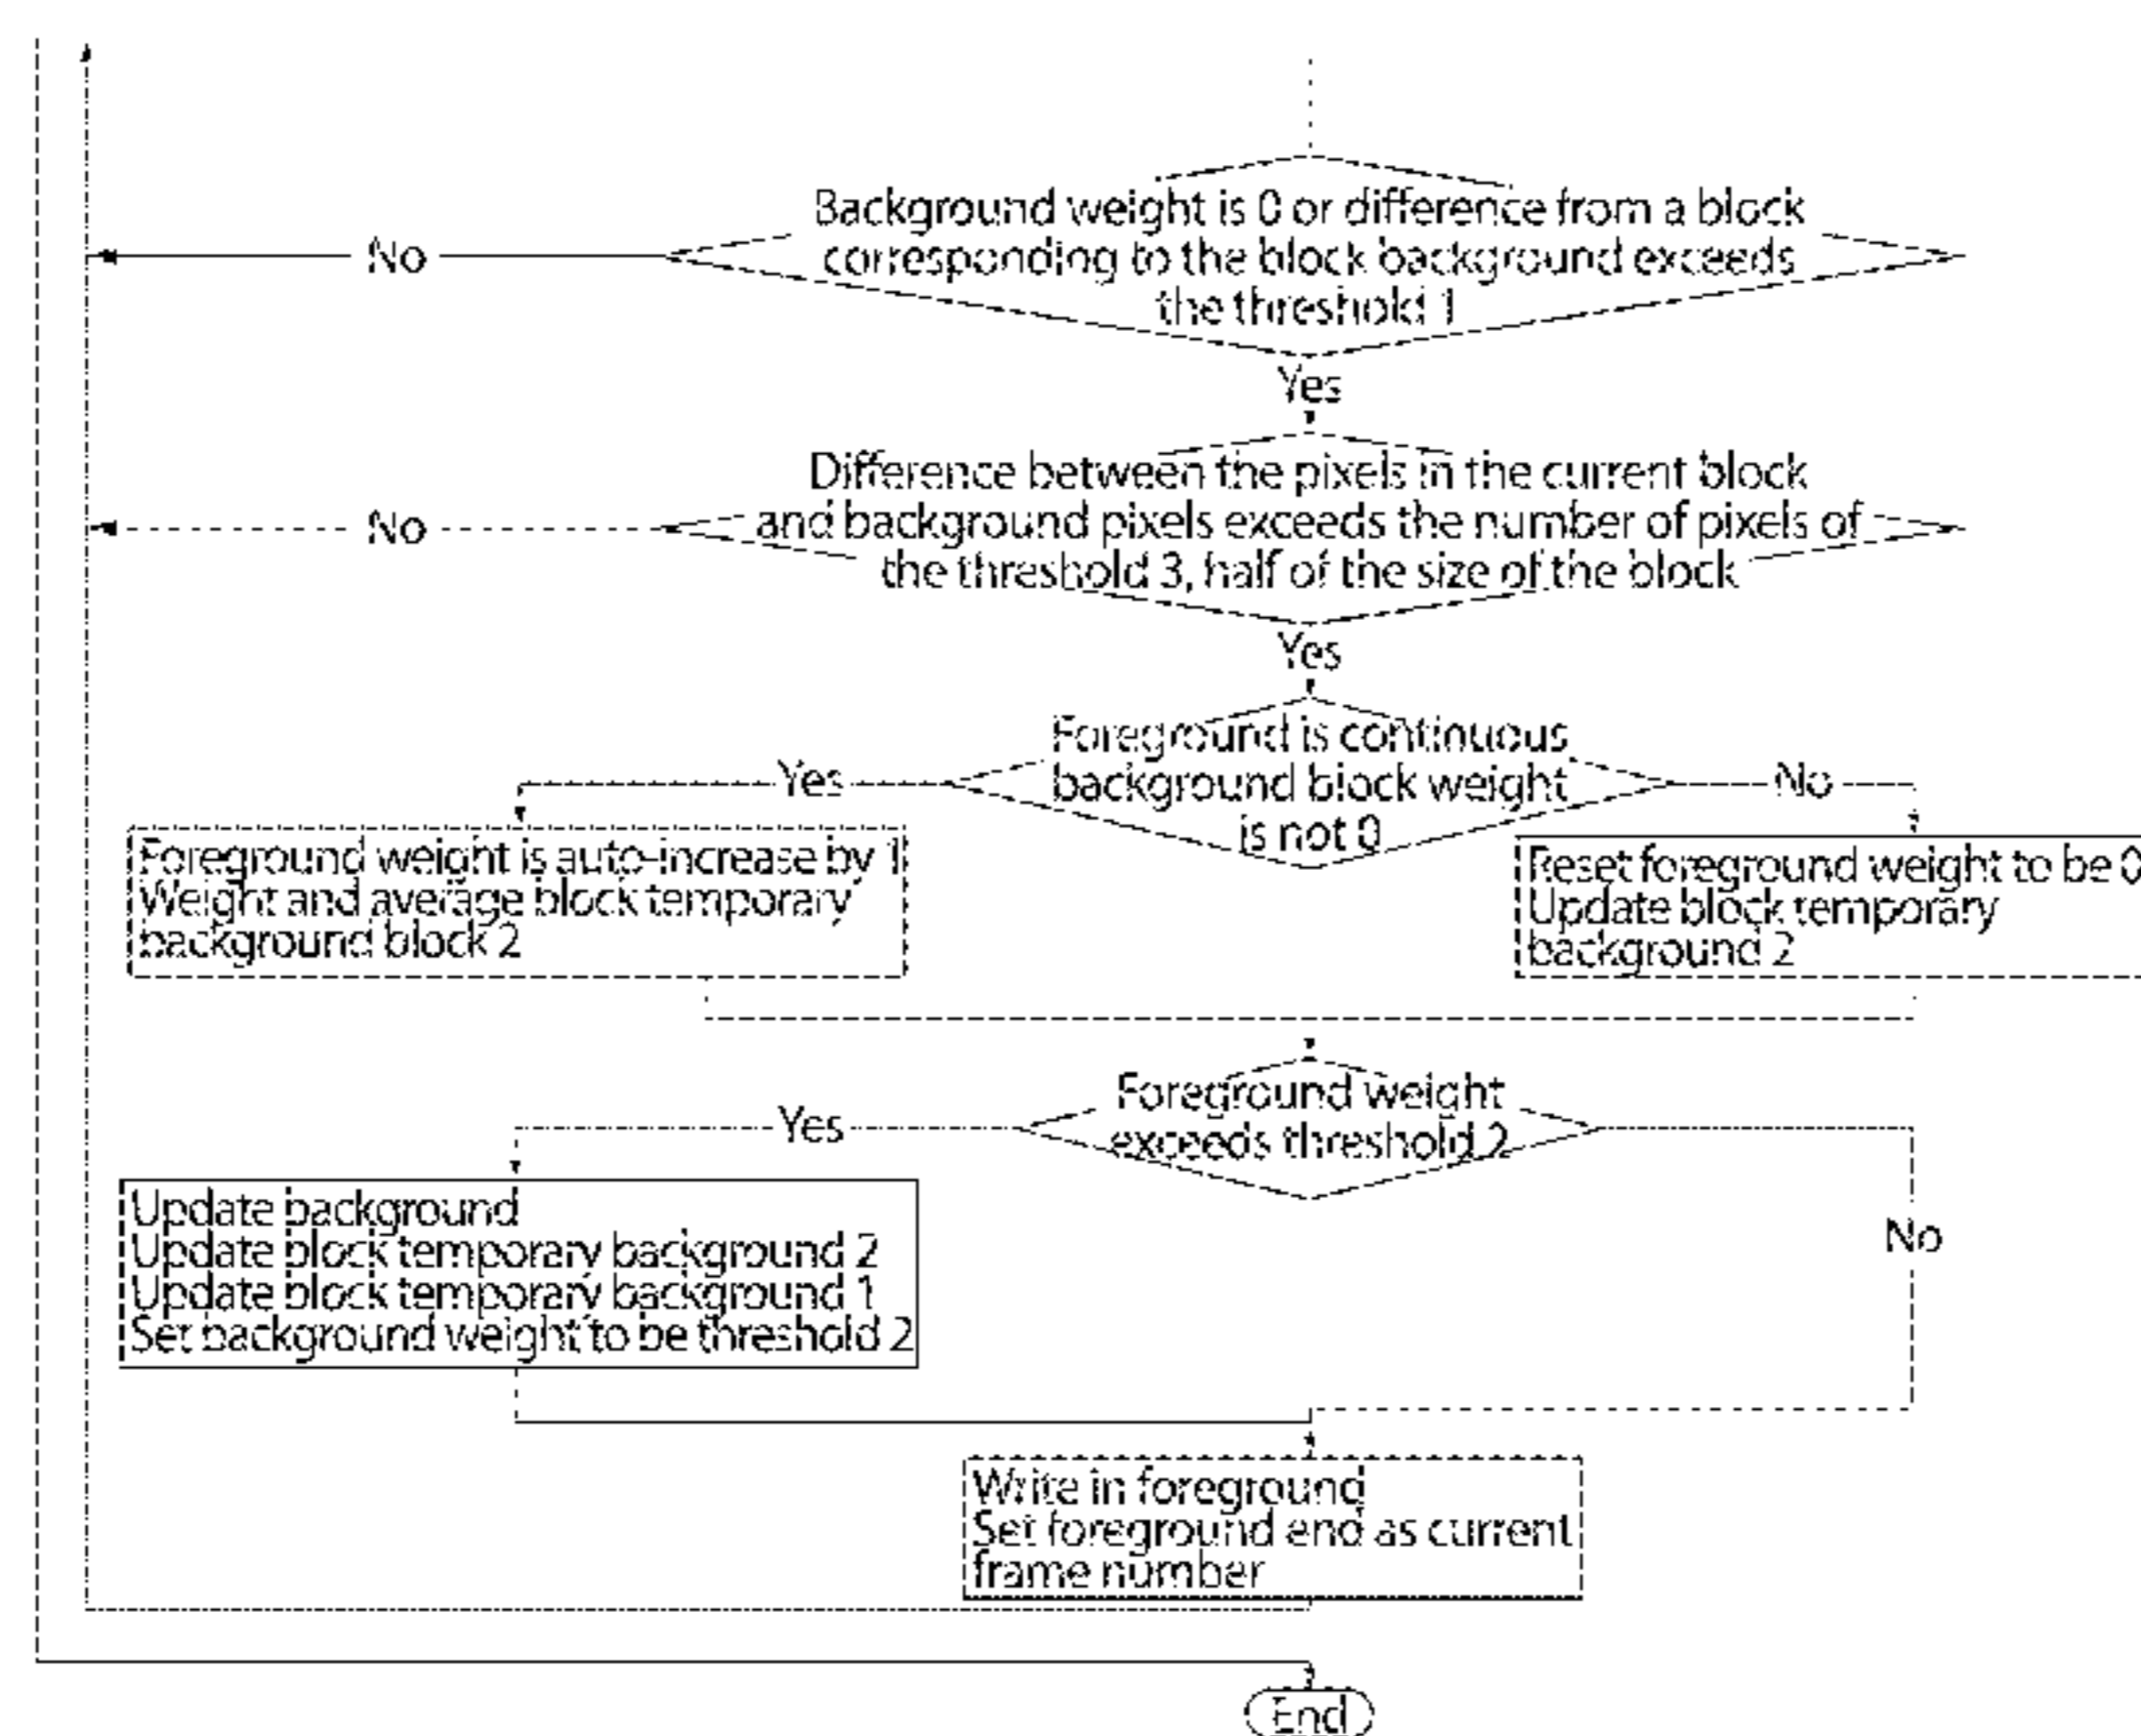 Background weight is 0 or difference from a block
corresponding to the block background exceeds
the threshold 1
No
Yes
Difference between the pixels in the current block
and background pixels exceeds the number of pixels of
the threshold 3, half of the size of the block
No
Yes
Foreground is continuous
background block weight
is not 0
Yes
No
Foreground weight is auto-increase by 1
Weight and average block temporary
background block 2
Reset foreground weight to be 0
Update block temporary
background 2
Foreground weight
exceeds threshold 2
Yes
No
Update background
Update block temporary background 2
Update block temporary background 1
Set background weight to be threshold 2
Write in foreground
Set foreground end as current
frame number
End